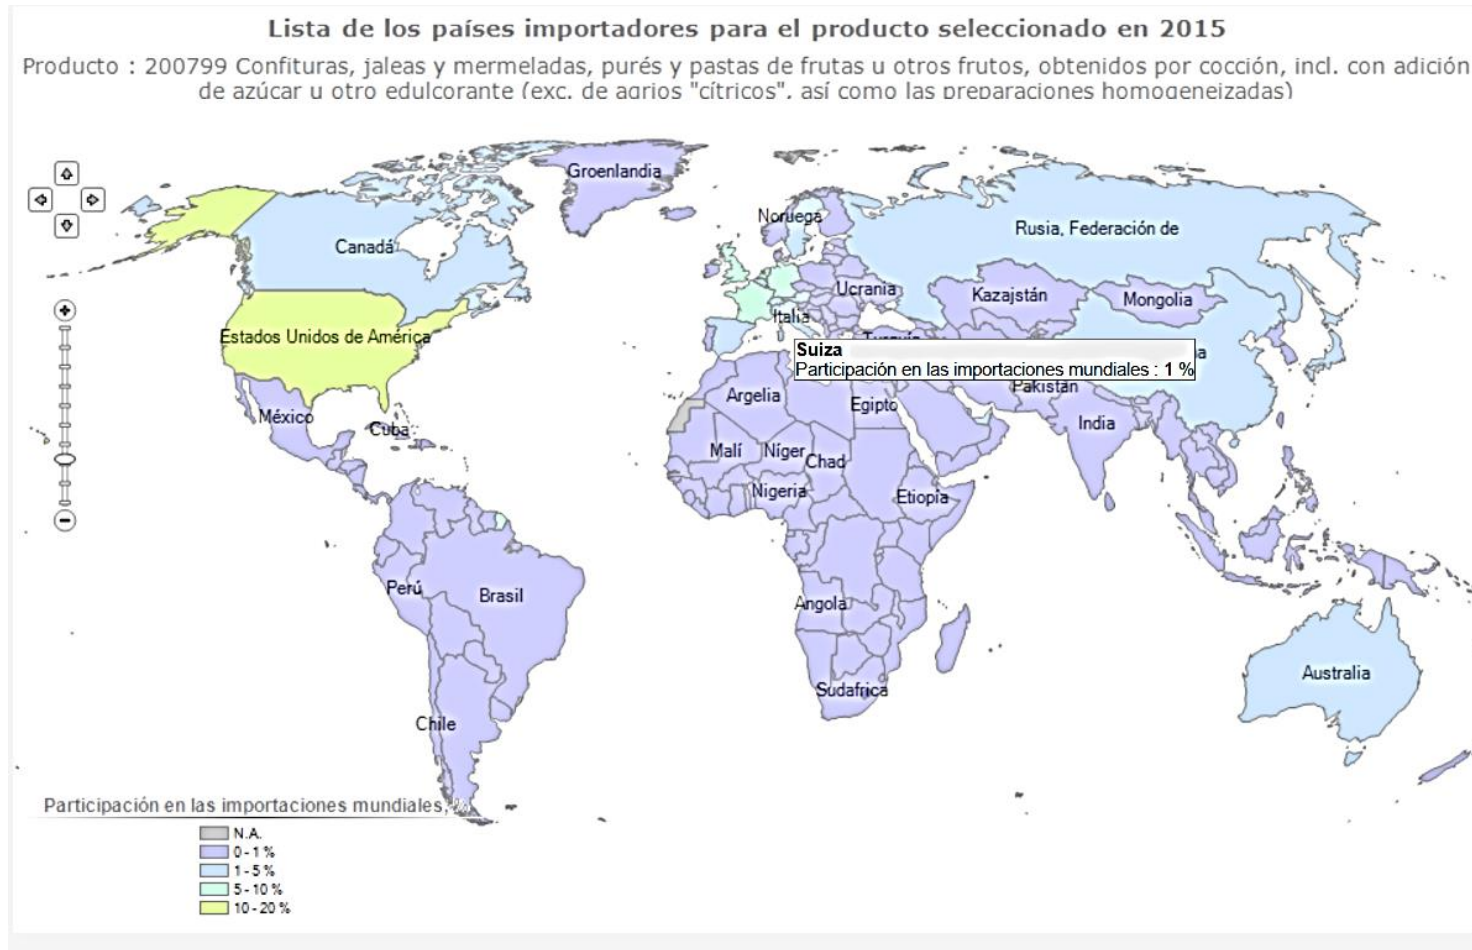 Lista de los países importadores para el producto seleccionado en 2015
Producto : 200799 Confituras, jaleas y mermeladas, purés y pastas de frutas u otros frutos, obtenidos por cocción, incl. con adición
de azúcar u otro edulcorante (exc. de agrios "cítricos", así como las preparaciones homogeneizadas)
Groenlandia
Noruega
Rusia, Federación de
Canadá
Ucrania
Kazajstán
Mongolia
Italia
Estados Unidos de América
Turquía
Suiza
Participación en las importaciones mundiales : 1 %
Pakistán
Argelia
Egipto
México
Cuba
India
Malí
Níger
Chad
Nigeria
Etiopía
Perú
Brasil
Angola
Sudafrica
Australia
Chile
Participación en las importaciones mundiales, %
N.A.
0 - 1 %
1 - 5 %
5 - 10 %
10 - 20 %